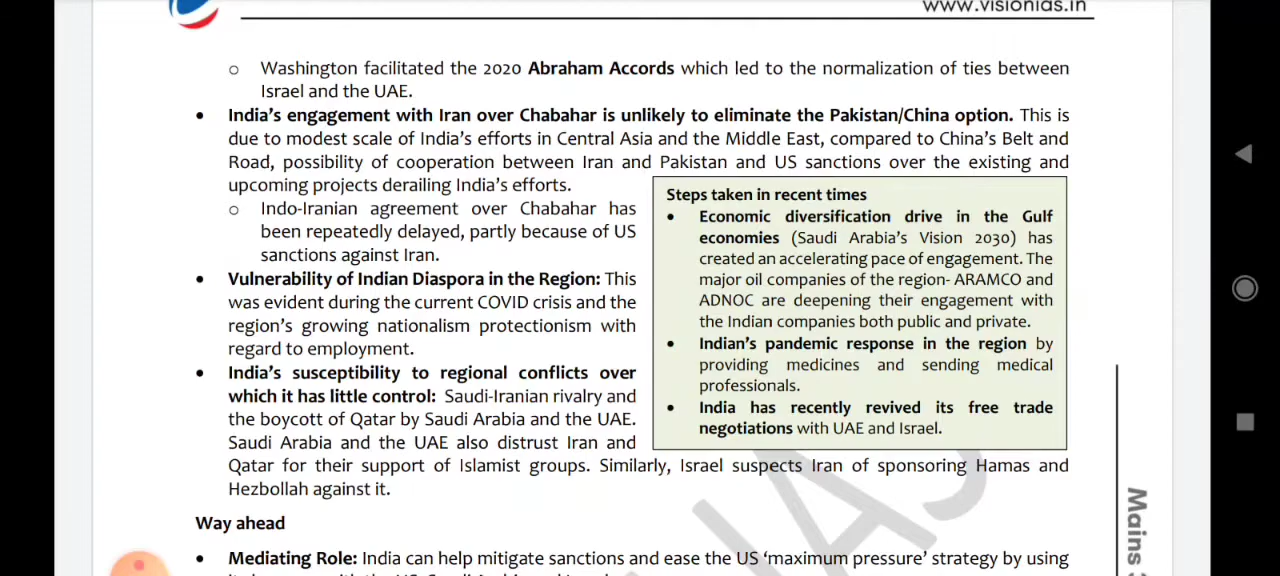 www.visionias.in
o Washington facilitated the 2020 Abraham Accords which led to the normalization of ties between
Israel and the UAE.
• India's engagement with Iran over Chabahar is unlikely to eliminate the Pakistan/China option. This is
due to modest scale of India's efforts in Central Asia and the Middle East, compared to China's Belt and
Road, possibility of cooperation between Iran and Pakistan and US sanctions over the existing and
upcoming projects derailing India's efforts.
o Indo-Iranian agreement over Chabahar has
been repeatedly delayed, partly because of US
sanctions against Iran.
• Vulnerability of Indian Diaspora in the Region: This
was evident during the current COVID crisis and the
region's growing nationalism protectionism with
regard to employment.
• India's susceptibility to regional conflicts over
which it has little control: Saudi-Iranian rivalry and
the boycott of Qatar by Saudi Arabia and the UAE.
Saudi Arabia and the UAE also distrust Iran and
Qatar for their support of Islamist groups. Similarly, Israel suspects Iran of sponsoring Hamas and
Hezbollah against it.
Steps taken in recent times
• Economic diversification drive in the Gulf
economies (Saudi Arabia's Vision 2030) has
created an accelerating pace of engagement. The
major oil companies of the region- ARAMCO and
ADNOC are deepening their engagement with
the Indian companies both public and private.
• Indian's pandemic response in the region by
providing medicines and sending medical
professionals.
• India has recently revived its free trade
negotiations with UAE and Israel.
Way ahead
• Mediating Role: India can help mitigate sanctions and ease the US 'maximum pressure' strategy by using
Mains
IAS